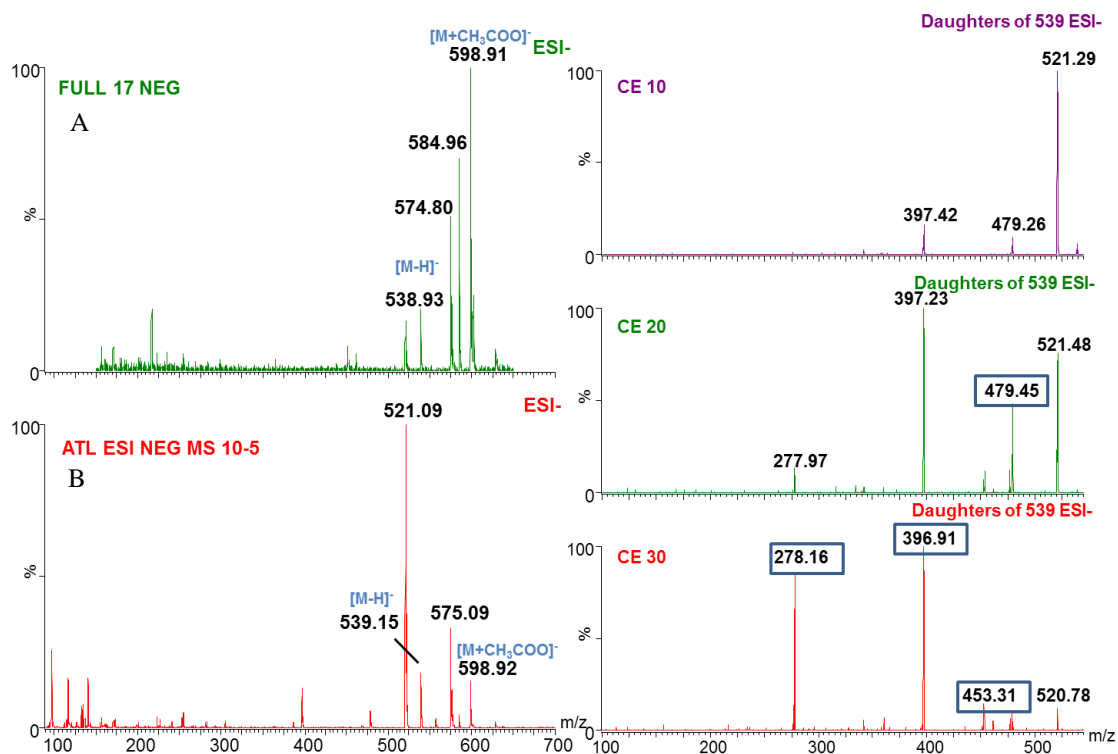 [M+CH₃COO]⁻
598.91
ESI-
100
FULL 17 NEG
A
584.96
574.80
%
[M-H]⁻
538.93
0
521.09
ESI-
100
ATL ESI NEG MS 10-5
B
%
[M-H]⁻
539.15
575.09
[M+CH₃COO]⁻
598.92
0
m/z
100 200 300 400 500 600 700
Daughters of 539 ESI-
521.29
100
CE 10
%
397.42
479.26
0
Daughters of 539 ESI-
397.23
100
CE 20
521.48
%
479.45
277.97
0
Daughters of 539 ESI-
396.91
100
CE 30
278.16
%
453.31
520.78
0
m/z
100 200 300 400 500